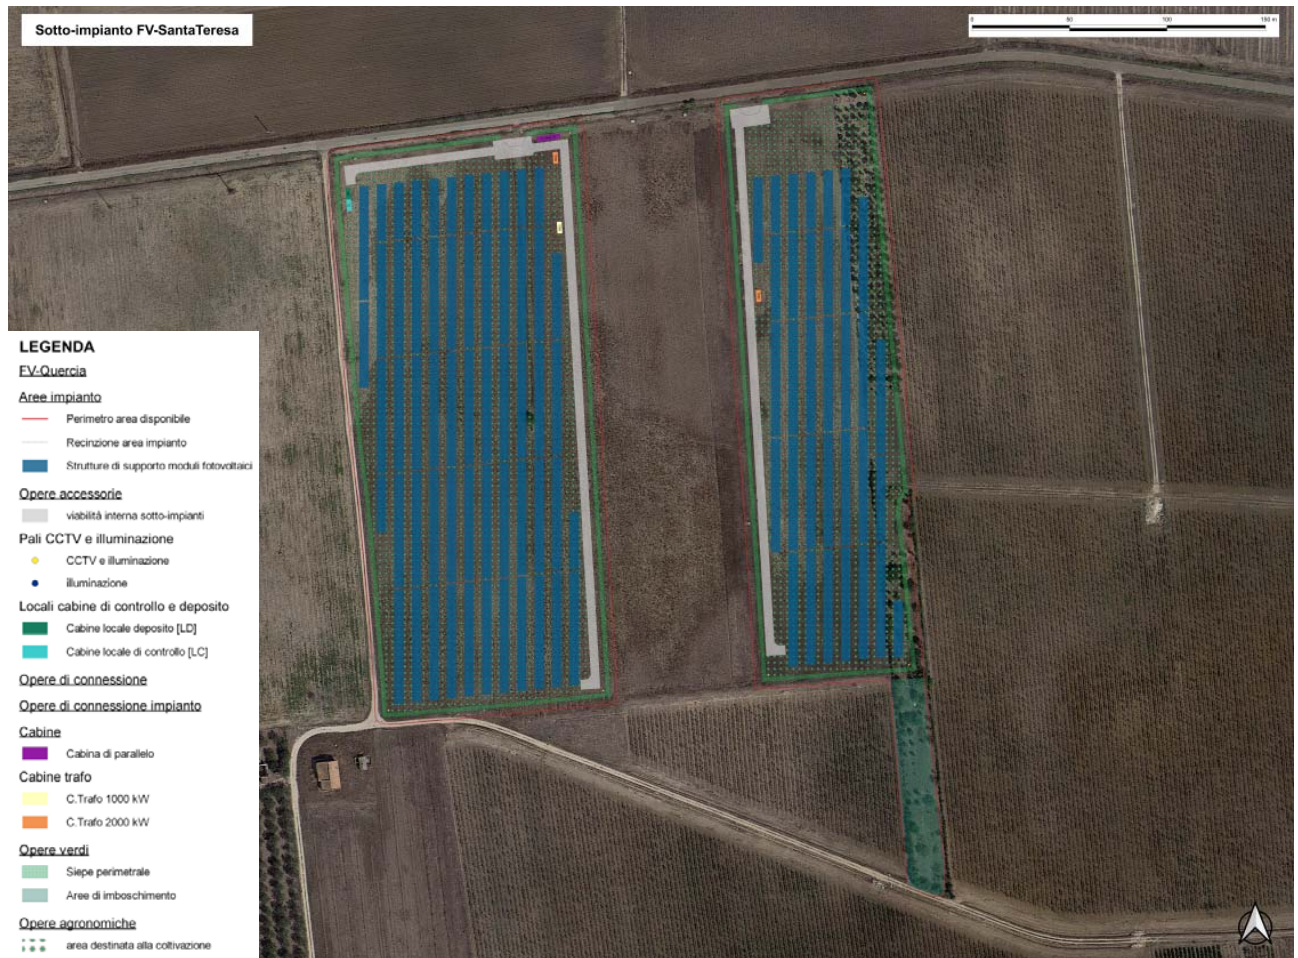 Sotto-impianto FV-SantaTeresa
0 50 100 150 m
LEGENDA
FV-Quercia
Aree impianto
Perimetro area disponibile
Recinzione area impianto
Strutture di supporto moduli fotovoltaici
Opere accessorie
viabilità interna sotto-impianti
Pali CCTV e illuminazione
CCTV e illuminazione
illuminazione
Locali cabine di controllo e deposito
Cabine locale deposito [LD]
Cabine locale di controllo [LC]
Opere di connessione
Opere di connessione impianto
Cabine
Cabina di parallelo
Cabine trafo
C.Trafo 1000 kW
C.Trafo 2000 kW
Opere verdi
Siepe perimetrale
Aree di imboschimento
Opere agronomiche
area destinata alla coltivazione